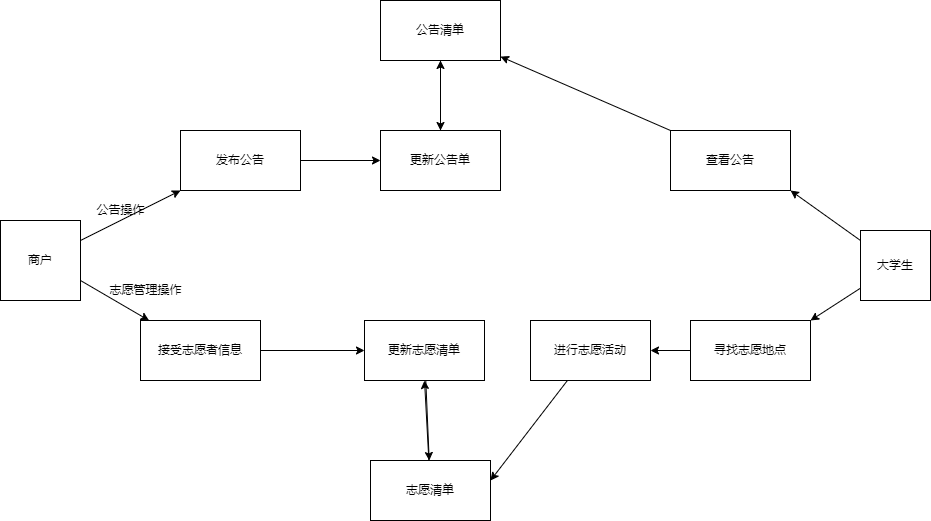 公告清单
发布公告
更新公告单
查看公告
公告操作
商户
大学生
志愿管理操作
接受志愿者信息
更新志愿清单
进行志愿活动
寻找志愿地点
志愿清单